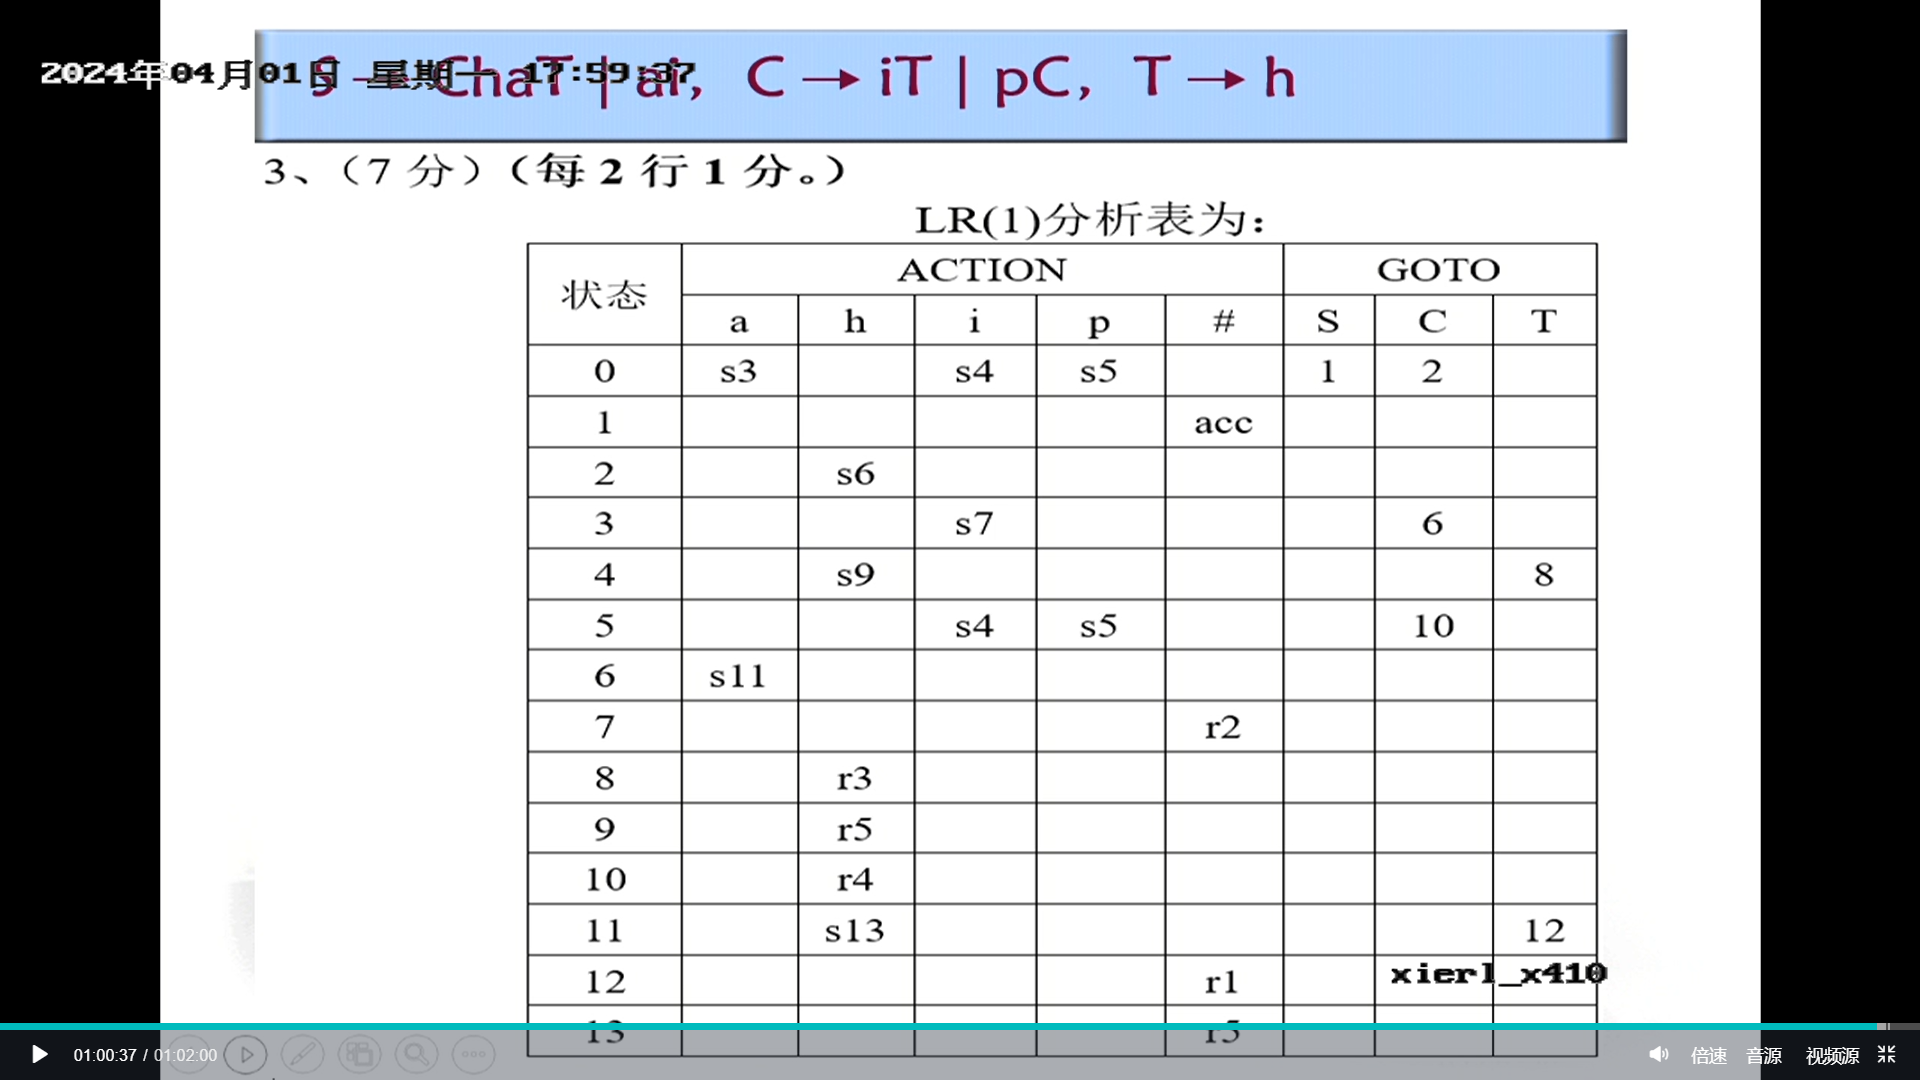 2024年04月01日 星期一 17:59:37
S → ChaT | ai, C → iT | pC, T → h
3、（7 分）（每 2 行 1 分。）
LR(1)分析表为：
状态 ACTION GOTO
a h i p # S C T
0 s3 s4 s5 1 2
1 acc
2 s6
3 s7 6
4 s9 8
5 s4 s5 10
6 s11
7 r2
8 r3
9 r5
10 r4
11 s13 12
12 r1
xierl_x410
13 r5
01:00:37 / 01:02:00 倍速 音源 视频源